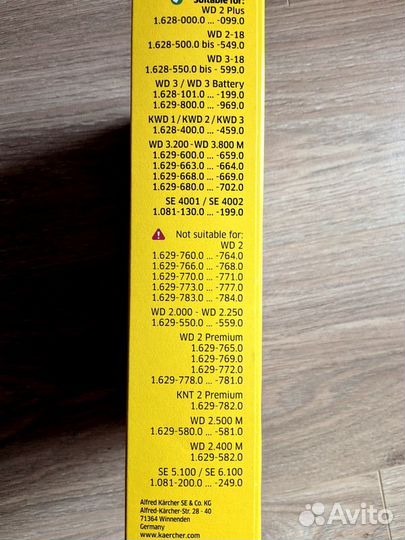 Suitable for:
WD 2 Plus
1.628-000.0 ... -099.0
WD 2-18
1.628-500.0 bis -549.0
WD 3-18
1.628-550.0 bis - 599.0
WD 3 / WD 3 Battery
1.628-101.0 ... -199.0
1.629-800.0 ... -969.0
KWD 1 / KWD 2 / KWD 3
1.628-400.0 ... -459.0
WD 3.200 - WD 3.800 M
1.629-600.0 ... -659.0
1.629-663.0 ... -664.0
1.629-668.0 ... -669.0
1.629-680.0 ... -702.0
SE 4001 / SE 4002
1.081-130.0 ... -199.0
Not suitable for:
WD 2
1.629-760.0 ... -764.0
1.629-766.0 ... -768.0
1.629-770.0 ... -771.0
1.629-773.0 ... -777.0
1.629-783.0 ... -784.0
WD 2.000 - WD 2.250
1.629-550.0 ... -559.0
WD 2 Premium
1.629-765.0
1.629-769.0
1.629-772.0
1.629-778.0 ... -781.0
KNT 2 Premium
1.629-782.0
WD 2.500 M
1.629-580.0 ... -581.0
WD 2.400 M
1.629-582.0
SE 5.100 / SE 6.100
1.081-200.0 ... -249.0
Alfred Kärcher SE & Co. KG
Alfred-Kärcher-Str. 28 - 40
71364 Winnenden
Germany
www.kaercher.com
Avito